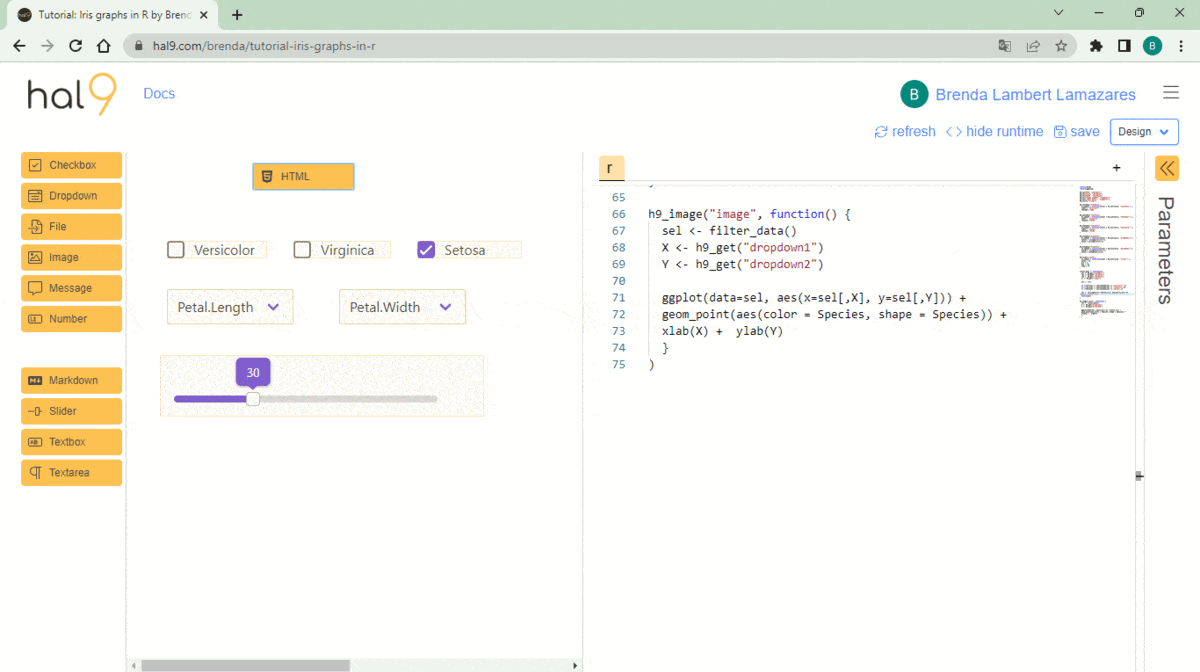 Tutorial: Iris graphs in R by Brenc
hal9.com/brenda/tutorial-iris-graphs-in-r
B
hal9
Docs
B Brenda Lambert Lamazares
refresh <> hide runtime save Design
Checkbox
Dropdown
File
Image
Message
Number
Markdown
Slider
Textbox
Textarea
HTML
Versicolor Virginica Setosa
Petal.Length Petal.Width
30
r +
65
66 h9_image("image", function() {
67 sel <- filter_data()
68 X <- h9_get("dropdown1")
69 Y <- h9_get("dropdown2")
70
71 ggplot(data=sel, aes(x=sel[,X], y=sel[,Y])) +
72 geom_point(aes(color = Species, shape = Species)) +
73 xlab(X) + ylab(Y)
74 }
75 )
Parameters